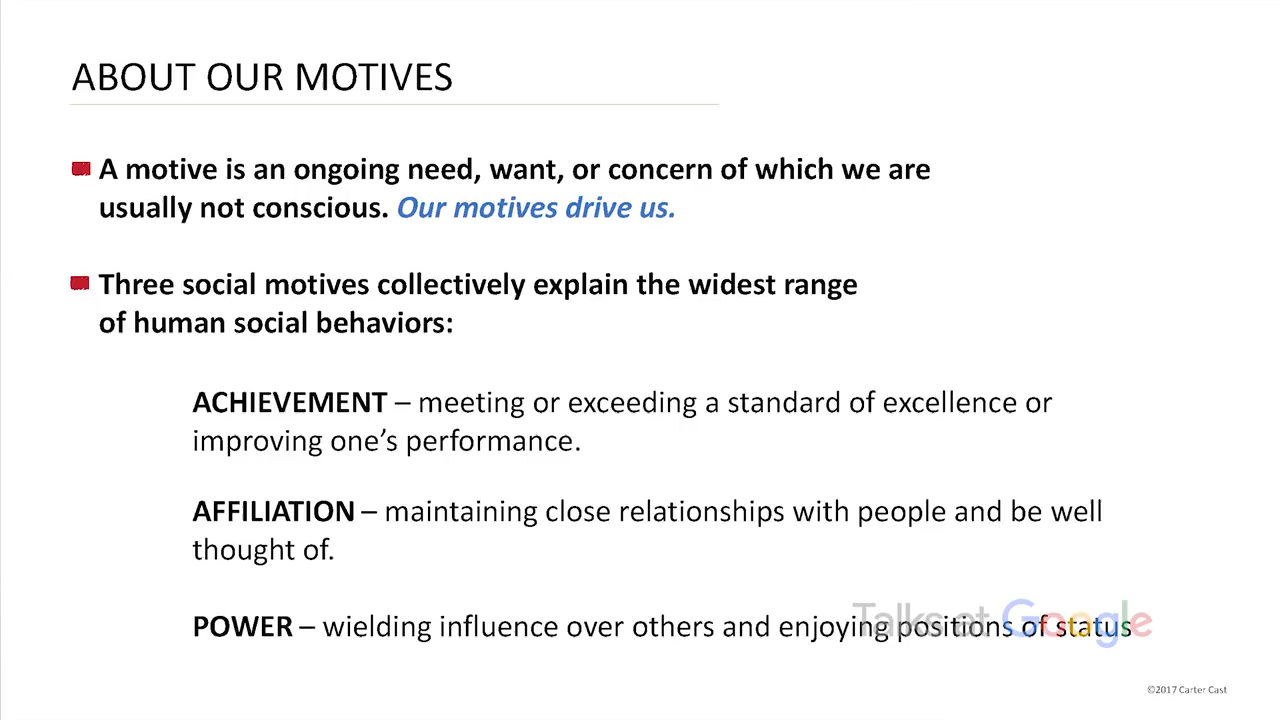 ABOUT OUR MOTIVES
A motive is an ongoing need, want, or concern of which we are
usually not conscious. Our motives drive us.
Three social motives collectively explain the widest range
of human social behaviors:
ACHIEVEMENT – meeting or exceeding a standard of excellence or
improving one’s performance.
AFFILIATION – maintaining close relationships with people and be well
thought of.
POWER – wielding influence over others and enjoying positions of status
Talks at Google
©2017 Carter Cast